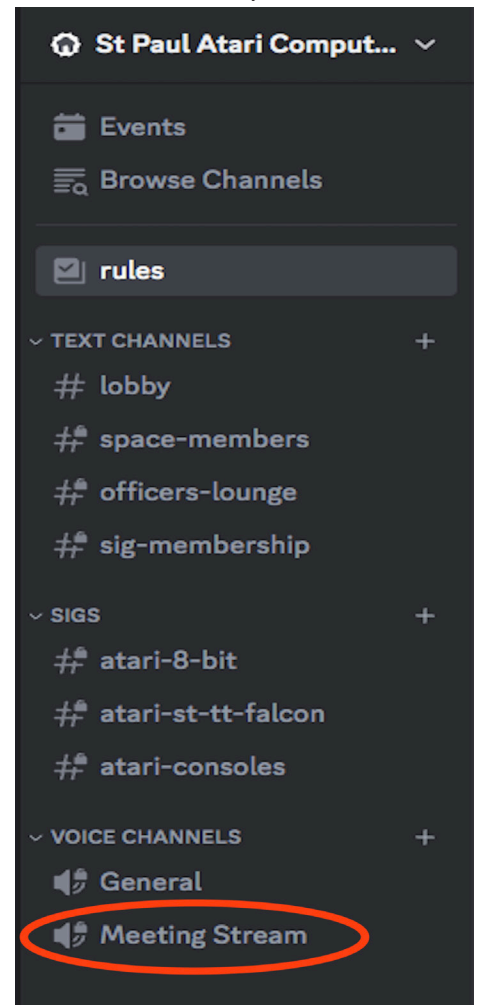 St Paul Atari Comput...
Events
Browse Channels
rules
TEXT CHANNELS
lobby
space-members
officers-lounge
sig-membership
SIGS
atari-8-bit
atari-st-tt-falcon
atari-consoles
VOICE CHANNELS
General
Meeting Stream